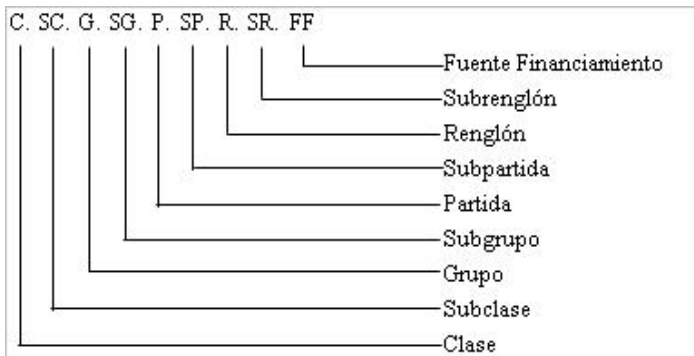 C. SC. G. SG. P. SP. R. SR. FF
Fuente Financiamiento
Subrenglón
Renglón
Subpartida
Partida
Subgrupo
Grupo
Subclase
Clase